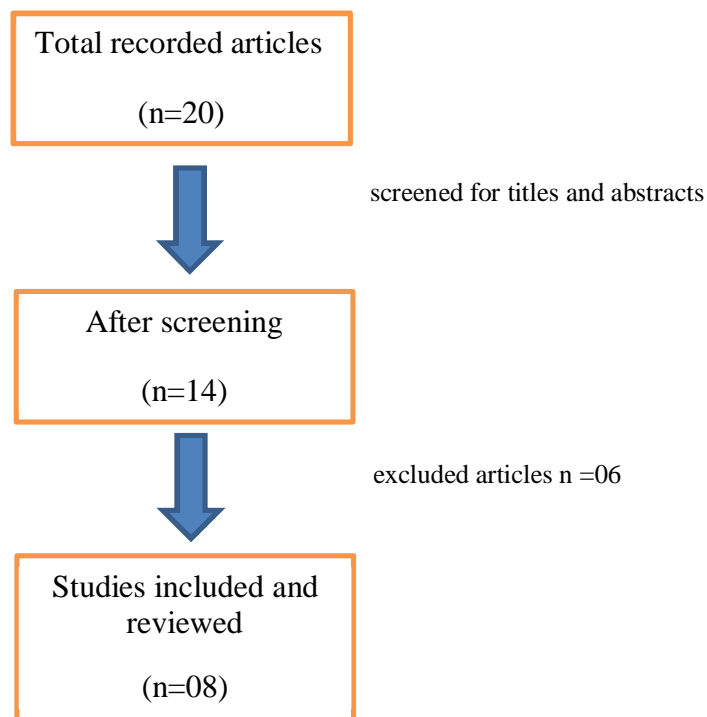 Total recorded articles
(n=20)
screened for titles and abstracts
After screening
(n=14)
excluded articles n =06
Studies included and
reviewed
(n=08)